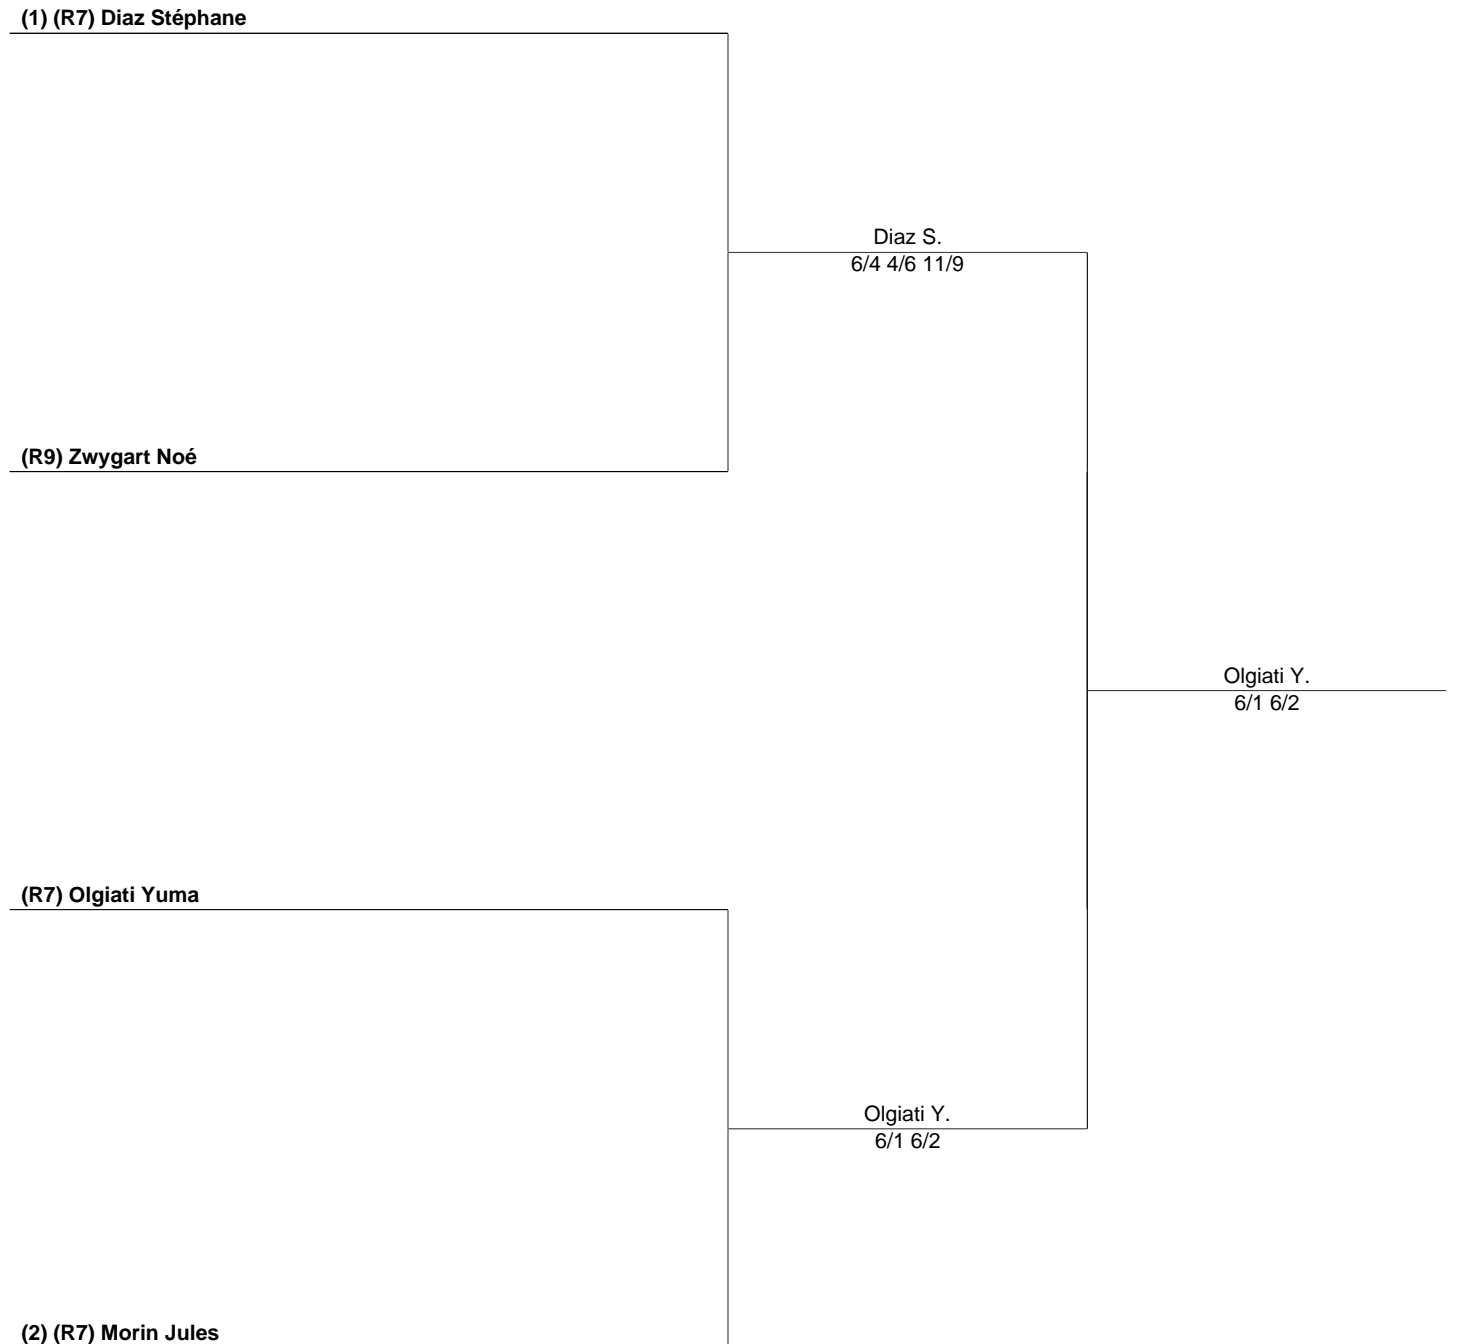 (1) (R7) Diaz Stéphane
Diaz S.
6/4 4/6 11/9
(R9) Zwygart Noé
Olgiati Y.
6/1 6/2
(R7) Olgiati Yuma
Olgiati Y.
6/1 6/2
(2) (R7) Morin Jules